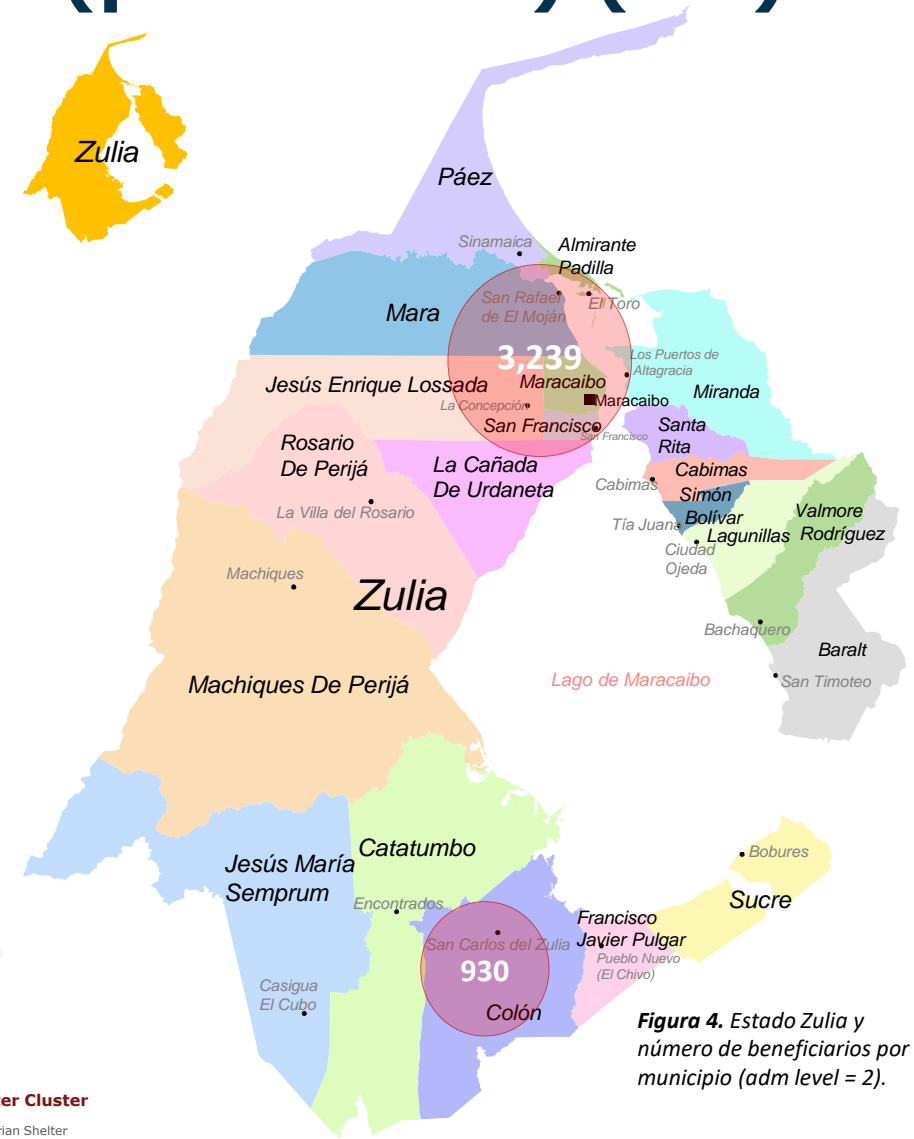 Zulia
Páez
Sinamaica
Almirante
Padilla
San Rafael
de El Moján
El Toro
Mara
3,239
Los Puertos de
Altagracia
Jesús Enrique Lossada
Maracaibo
Miranda
La Concepción
Maracaibo
San Francisco
San Francisco
Santa
Rita
Rosario
De Perijá
La Cañada
De Urdaneta
Cabimas
Cabimas
Simón
Bolívar
Valmore
Rodríguez
La Villa del Rosario
Tía Juana
Lagunillas
Ciudad
Ojeda
Machiques
Zulia
Bachaquero
Baralt
Machiques De Perijá
Lago de Maracaibo
San Timoteo
Catatumbo
Jesús María
Semprum
Bobures
Sucre
Encontrados
Francisco
Javier Pulgar
San Carlos del Zulia
Pueblo Nuevo
(El Chivo)
930
Casigua
El Cubo
Colón
Figura 4. Estado Zulia y
número de beneficiarios por
municipio (adm level = 2).
Cluster
Shelter